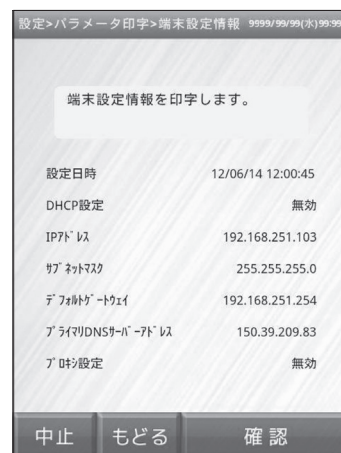 設定>パラメータ印字>端末設定情報 9999/99/99(水)99:99
端末設定情報を印字します。
設定日時 12/06/14 12:00:45
DHCP設定 無効
IPｱﾄﾞﾚｽ 192.168.251.103
ｻﾌﾞﾈｯﾄﾏｽｸ 255.255.255.0
ﾃﾞﾌｫﾙﾄｹﾞｰﾄｳｪｲ 192.168.251.254
ﾌﾟﾗｲﾏﾘDNSｻｰﾊﾞｰｱﾄﾞﾚｽ 150.39.209.83
ﾌﾟﾛｷｼ設定 無効
中止 もどる 確認